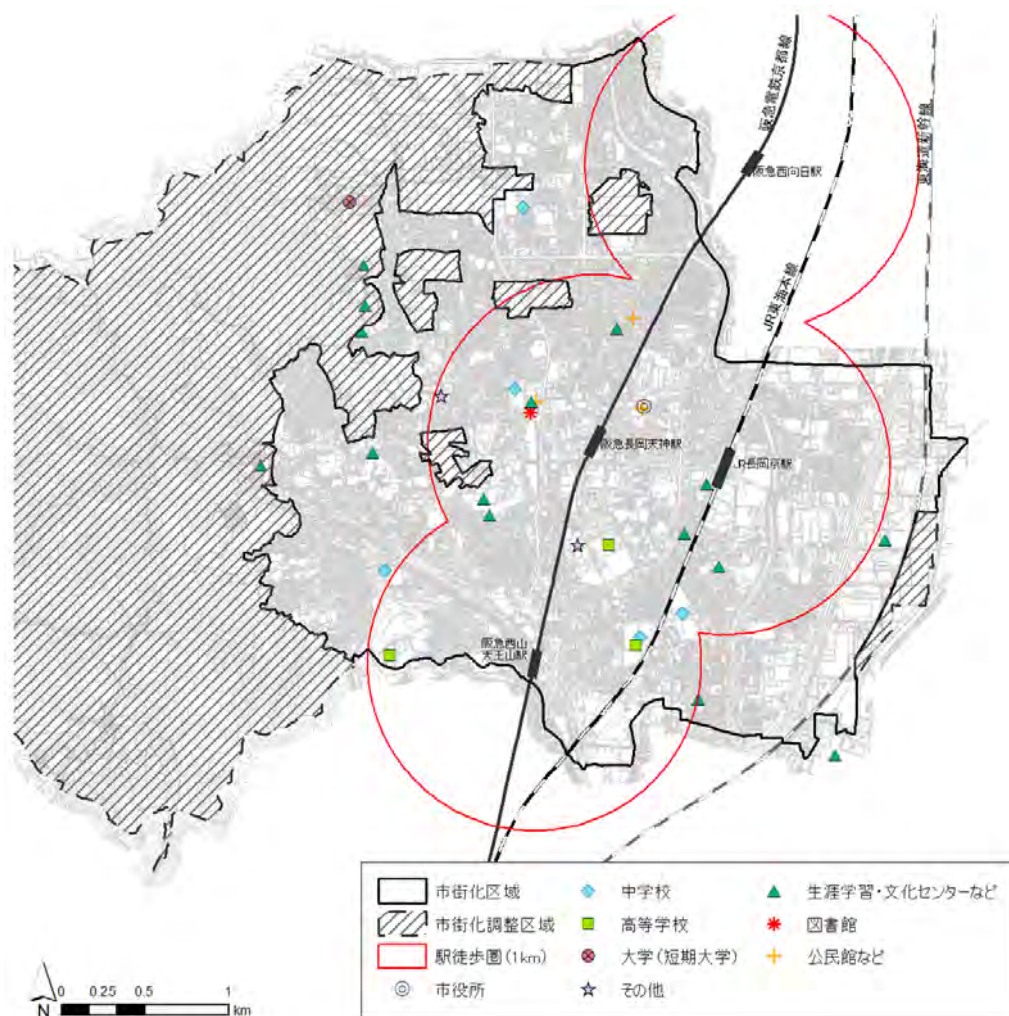 阪急電鉄京都線
東海道新幹線
阪急西向日駅
JR東海本線
阪急長岡天神駅
JR長岡京駅
阪急西山
天王山駅
市街化区域
中学校
生涯学習・文化センターなど
市街化調整区域
高等学校
図書館
駅徒歩圏(1km)
大学(短期大学)
公民館など
市役所
その他
N
0 0.25 0.5 1
km